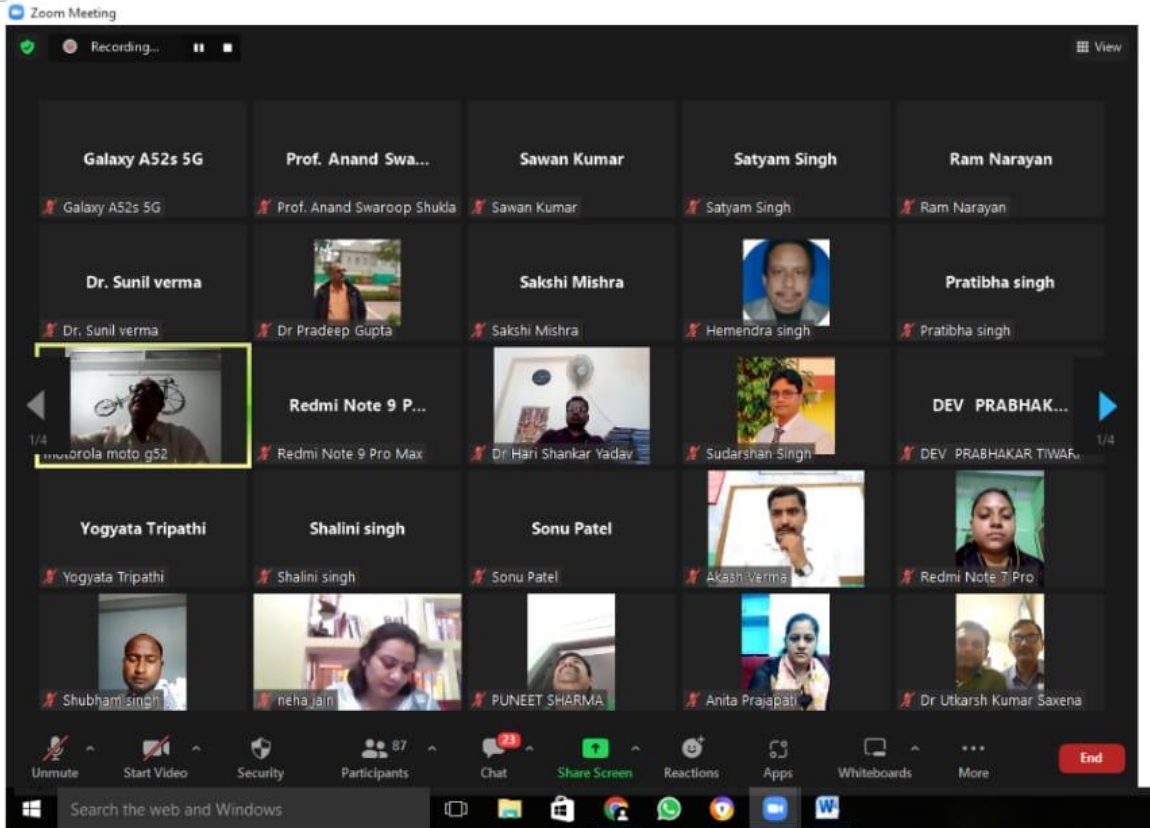 Zoom Meeting
Recording...
View
Galaxy A52s 5G
Prof. Anand Swa...
Sawan Kumar
Satyam Singh
Ram Narayan
Galaxy A52s 5G
Prof. Anand Swaroop Shukla
Sawan Kumar
Satyam Singh
Ram Narayan
Dr. Sunil verma
Sakshi Mishra
Pratibha singh
Dr. Sunil verma
Dr Pradeep Gupta
Sakshi Mishra
Hemendra singh
Pratibha singh
Redmi Note 9 P...
DEV PRABHAK...
1/4
1/4
motorola moto g52
Redmi Note 9 Pro Max
Dr Hari Shankar Yadav
Sudarshan Singh
DEV PRABHAKAR TIWARI
Yogyata Tripathi
Shalini singh
Sonu Patel
Yogyata Tripathi
Shalini singh
Sonu Patel
Akash Verma
Redmi Note 7 Pro
Shubham singh
neha jain
PUNEET SHARMA
Anita Prajapati
Dr Utkarsh Kumar Saxena
87
23
Unmute
Start Video
Security
Participants
Chat
Share Screen
Reactions
Apps
Whiteboards
More
End
Search the web and Windows